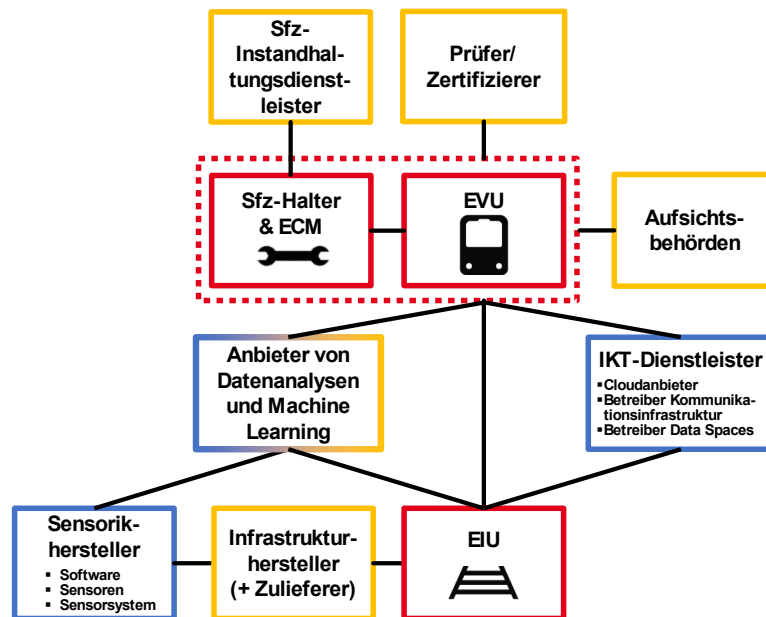 Sfz-
Instandhal-
tungsdienst-
leister
Prüfer/
Zertifizierer
Sfz-Halter
& ECM
EVU
Aufsichts-
behörden
Anbieter von
Datenanalysen
und Machine
Learning
IKT-Dienstleister
▪Cloudanbieter
▪Betreiber Kommunika-
tionsinfrastruktur
▪Betreiber Data Spaces
Sensorik-
hersteller
▪ Software
▪ Sensoren
▪ Sensorsystem
Infrastruktur-
hersteller
(+ Zulieferer)
EIU